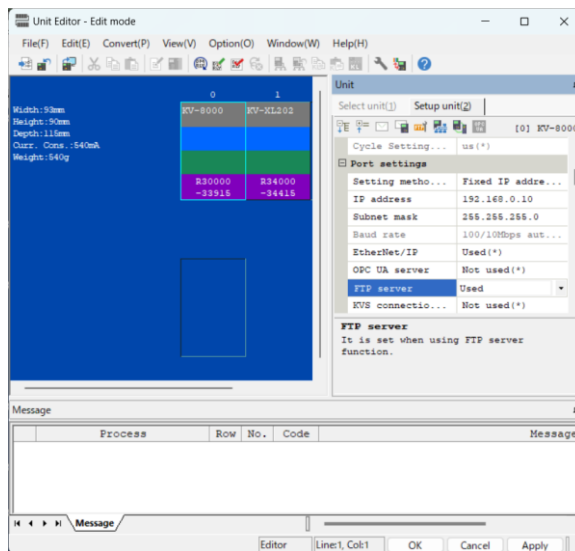 Unit Editor - Edit mode
File(F) Edit(E) Convert(P) View(V) Option(O) Window(W) Help(H)
0 1
Width:93mm
Height:90mm
Depth:115mm
Curr. Cons.:540mA
Weight:540g
KV-8000 KV-XL202
R30000 R34000
-33915 -34415
Unit
Select unit(1) Setup unit(2)
[0] KV-8000
Cycle Setting... us(*)
Port settings
Setting metho... Fixed IP addre...
IP address 192.168.0.10
Subnet mask 255.255.255.0
Baud rate 100/10Mbps aut...
EtherNet/IP Used(*)
OPC UA server Not used(*)
FTP server Used
KVS connectio... Not used(*)
FTP server
It is set when using FTP server
function.
Message
Process Row No. Code Message
Message
Editor Line:1, Col:1 OK Cancel Apply